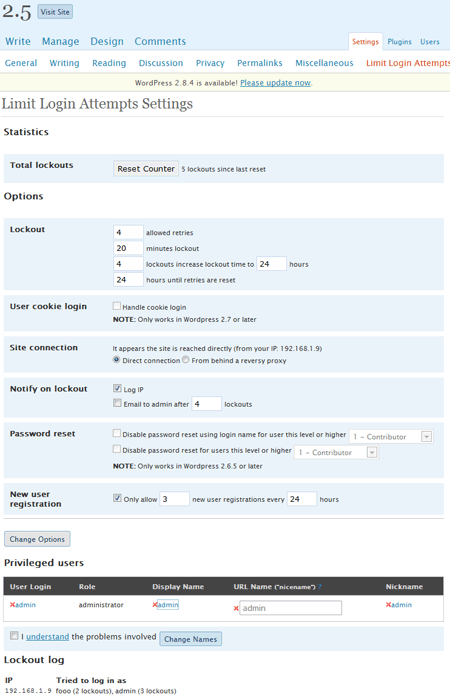 2.5 Visit Site
Write Manage Design Comments Settings Plugins Users
General Writing Reading Discussion Privacy Permalinks Miscellaneous Limit Login Attempts
WordPress 2.8.4 is available! Please update now.
Limit Login Attempts Settings
Statistics
Total lockouts Reset Counter 5 lockouts since last reset
Options
Lockout 4 allowed retries
20 minutes lockout
4 lockouts increase lockout time to 24 hours
24 hours until retries are reset
User cookie login Handle cookie login
NOTE: Only works in Wordpress 2.7 or later
Site connection It appears the site is reached directly (from your IP: 192.168.1.9)
Direct connection From behind a reversy proxy
Notify on lockout Log IP
Email to admin after 4 lockouts
Password reset Disable password reset using login name for user this level or higher 1 - Contributor
Disable password reset for users this level or higher 1 - Contributor
NOTE: Only works in Wordpress 2.6.5 or later
New user Only allow 3 new user registrations every 24 hours
registration
Change Options
Privileged users
User Login Role Display Name URL Name ("nicename") ? Nickname
admin administrator admin admin admin
I understand the problems involved Change Names
Lockout log
IP Tried to log in as
192.168.1.9 fooo (2 lockouts), admin (3 lockouts)